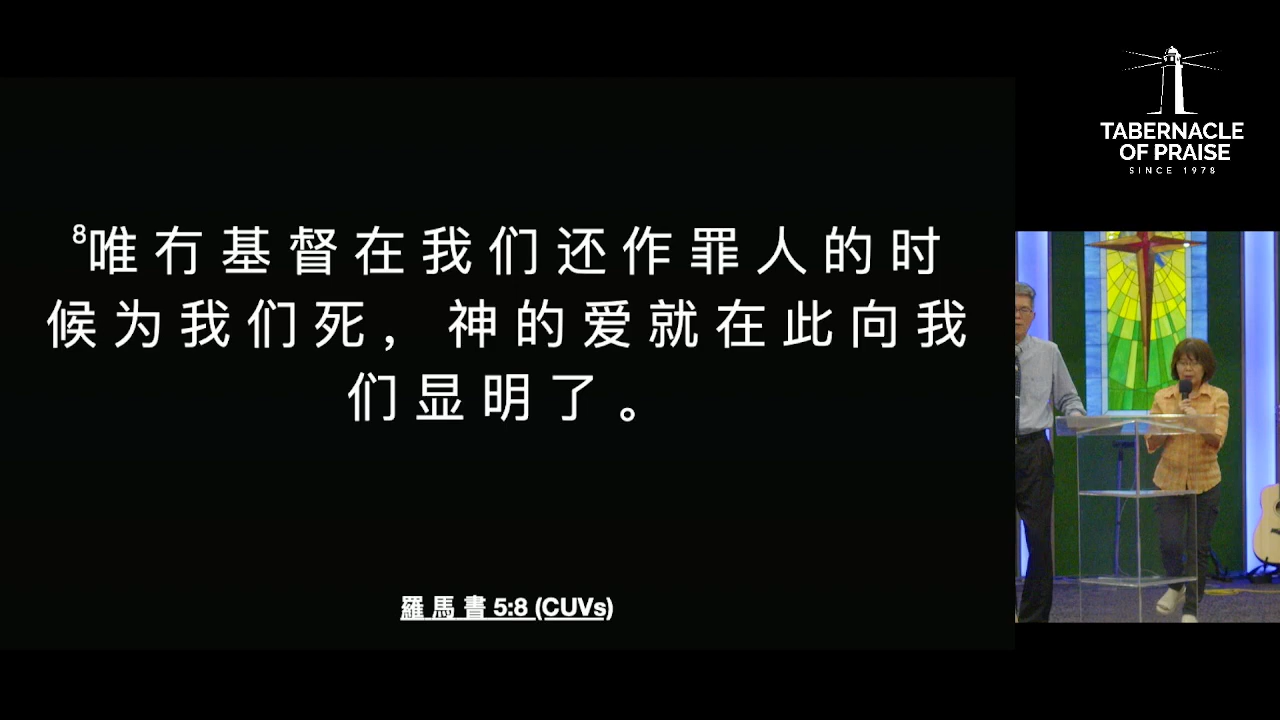 8唯冇基督在我们还作罪人的时
候为我们死，神的爱就在此向我
们显明了。
羅馬書 5:8 (CUVs)
TABERNACLE
OF PRAISE
SINCE 1978